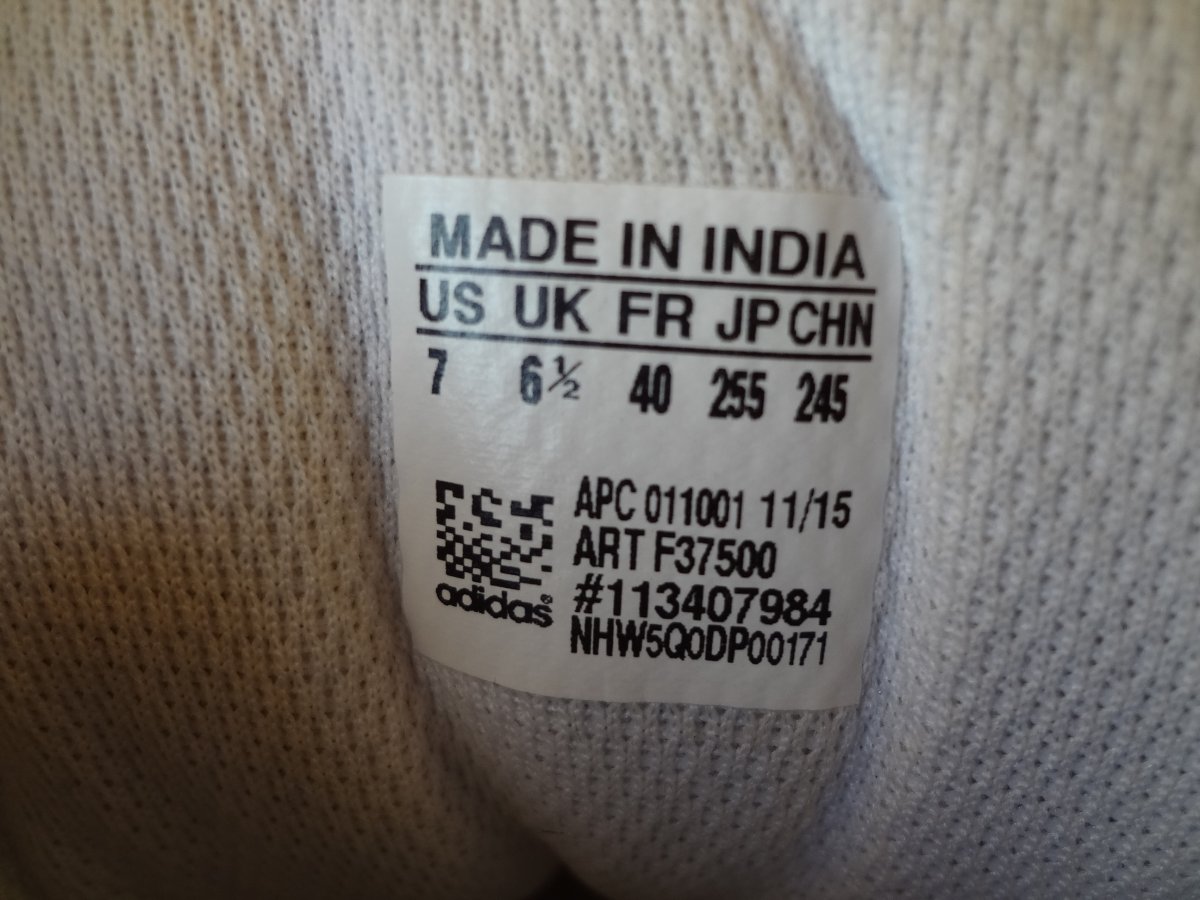 MADE IN INDIA
US UK FR JP CHN
7 6½ 40 255 245
APC 011001 11/15
ART F37500
#113407984
NHW5Q0DP00171
adidas®